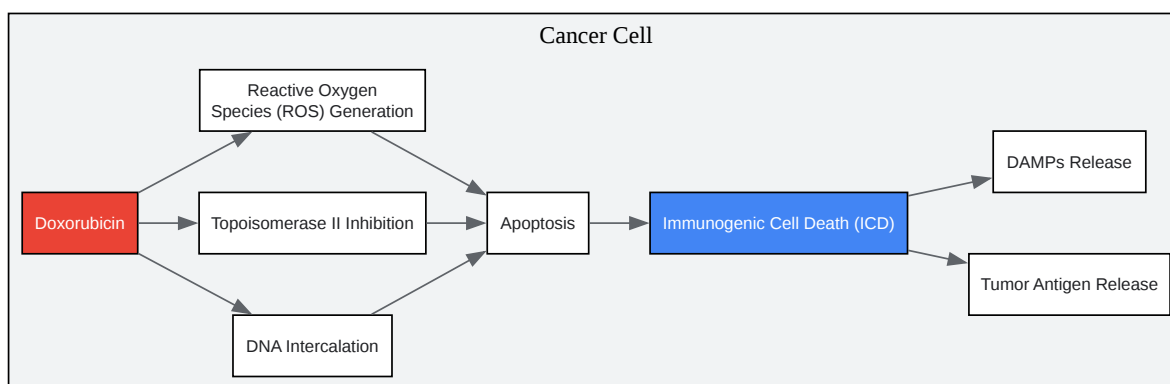 Cancer Cell
Reactive Oxygen
Species (ROS) Generation
DAMPs Release
Doxorubicin
Topoisomerase II Inhibition
Apoptosis
Immunogenic Cell Death (ICD)
Tumor Antigen Release
DNA Intercalation